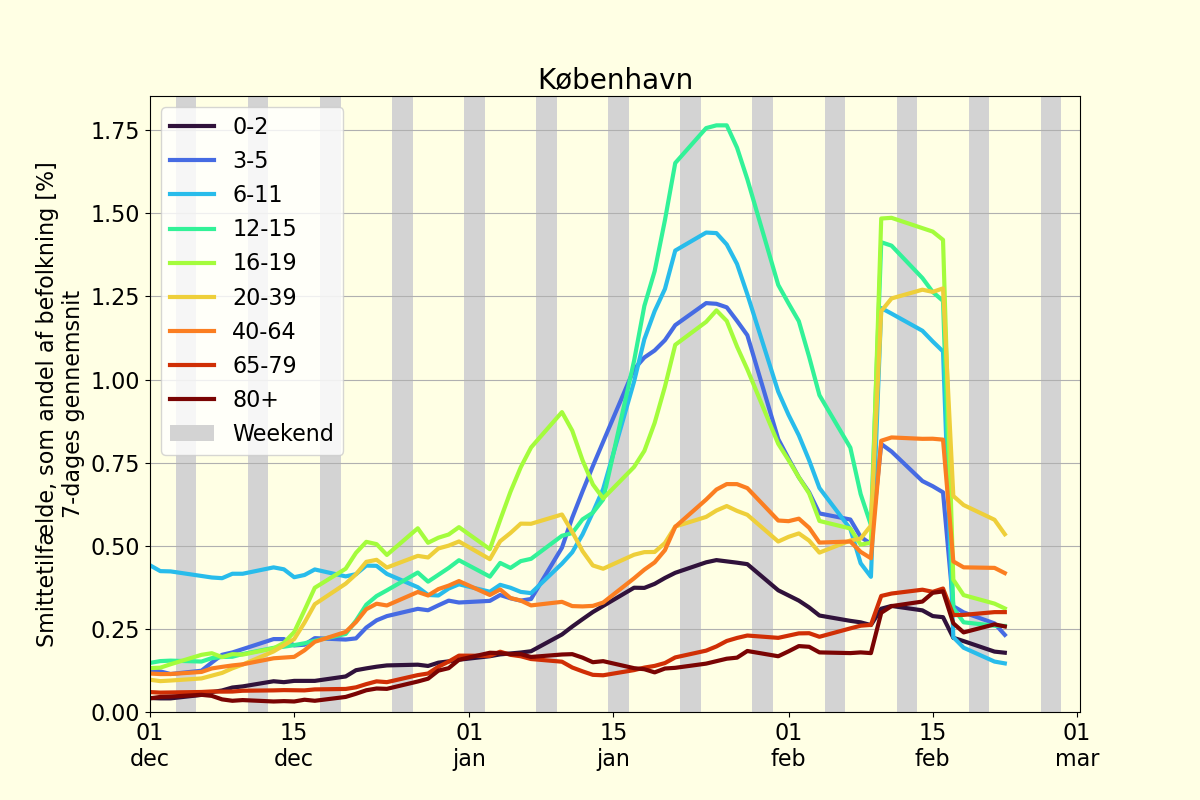 København
Smittetilfælde, som andel af befolkning [%]
7-dages gennemsnit
1.75
1.50
1.25
1.00
0.75
0.50
0.25
0.00
0-2
3-5
6-11
12-15
16-19
20-39
40-64
65-79
80+
Weekend
01 15 01 15 01 15 01
dec dec jan jan feb feb mar